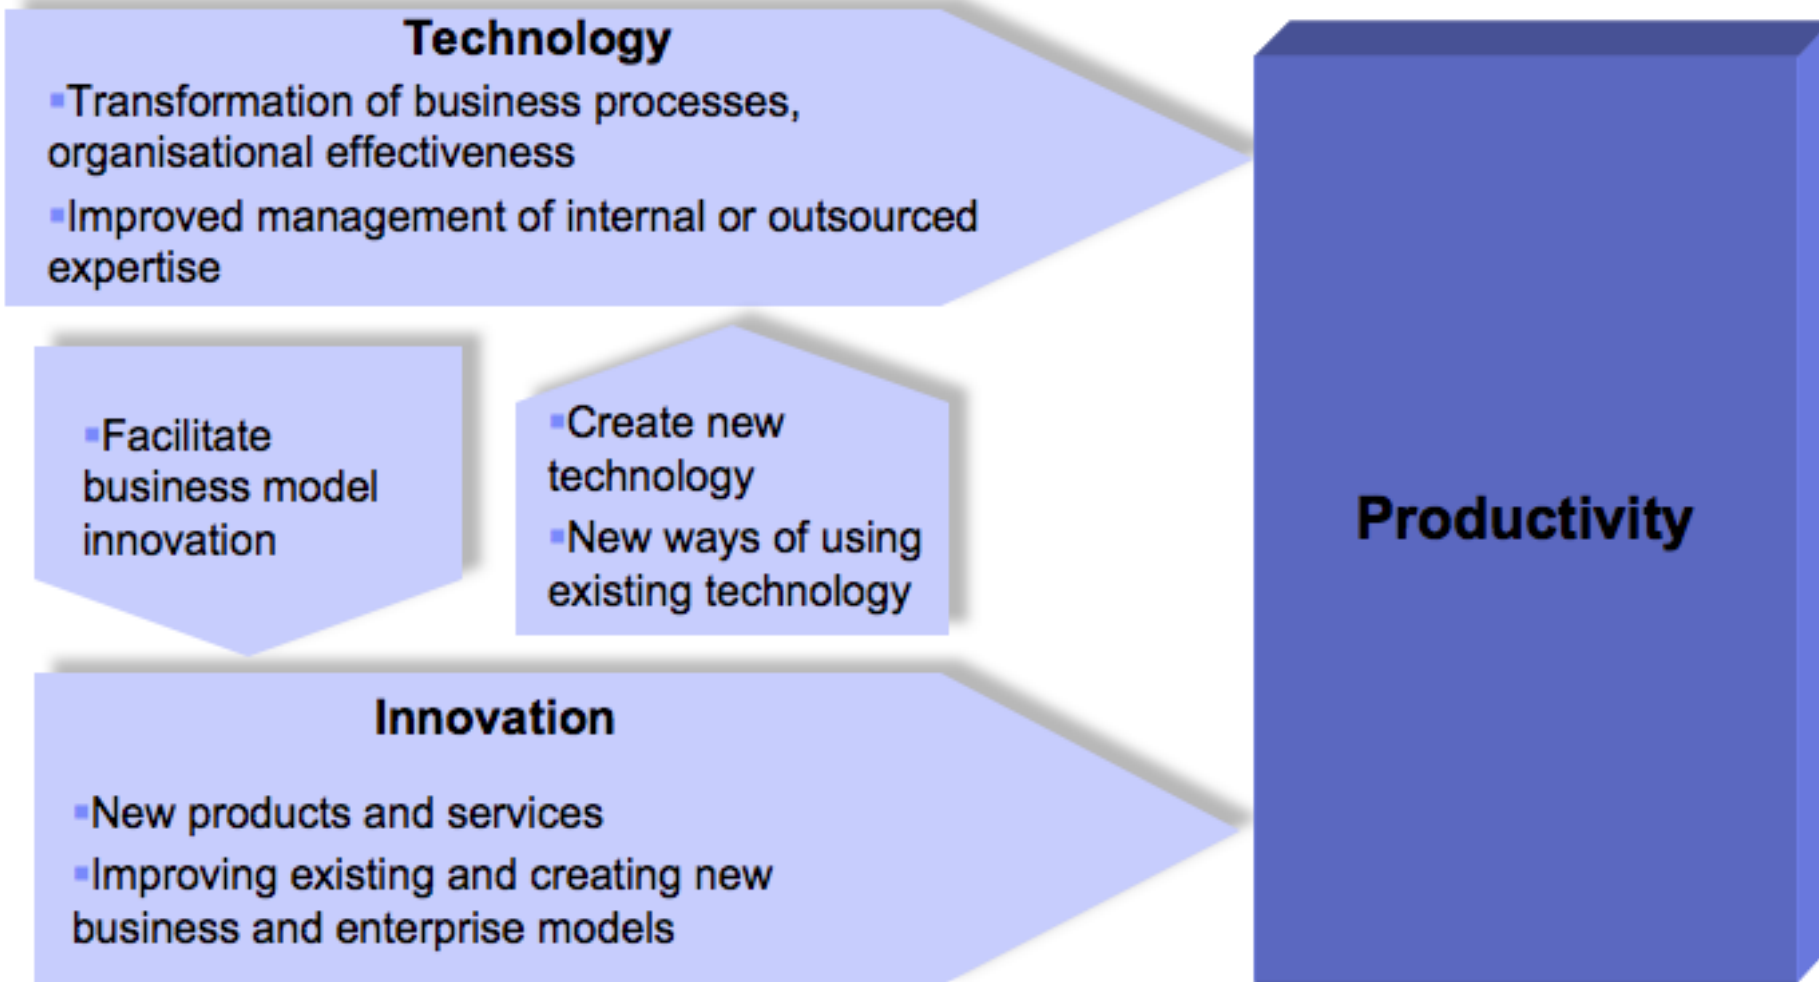 Technology
▪Transformation of business processes,
organisational effectiveness
▪Improved management of internal or outsourced
expertise
▪Facilitate
business model
innovation
▪Create new
technology
▪New ways of using
existing technology
Innovation
▪New products and services
▪Improving existing and creating new
business and enterprise models
Productivity